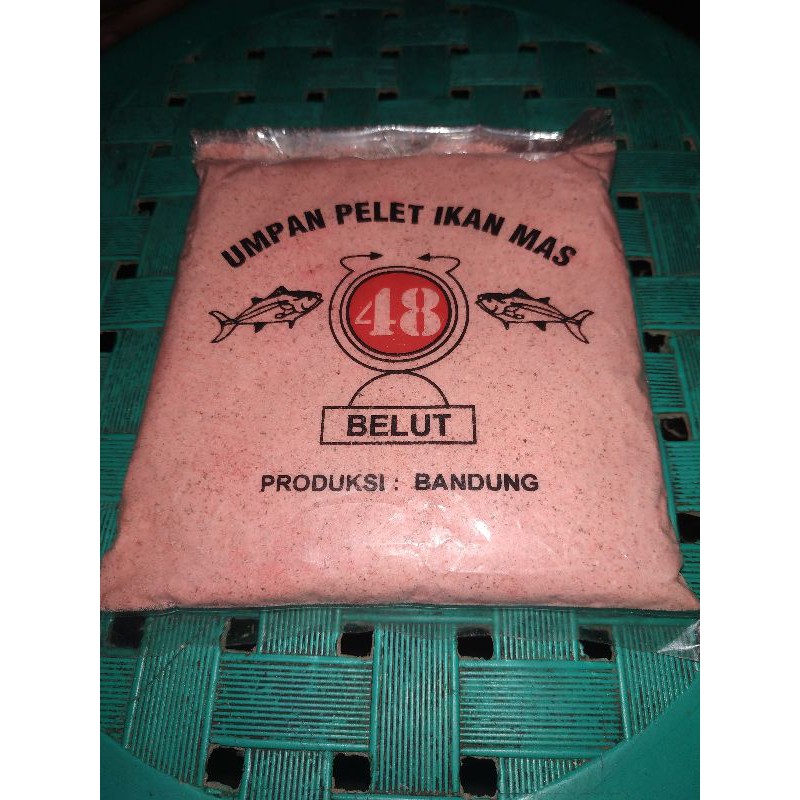 UMPAN PELET IKAN MAS
48
BELUT
PRODUKSI : BANDUNG